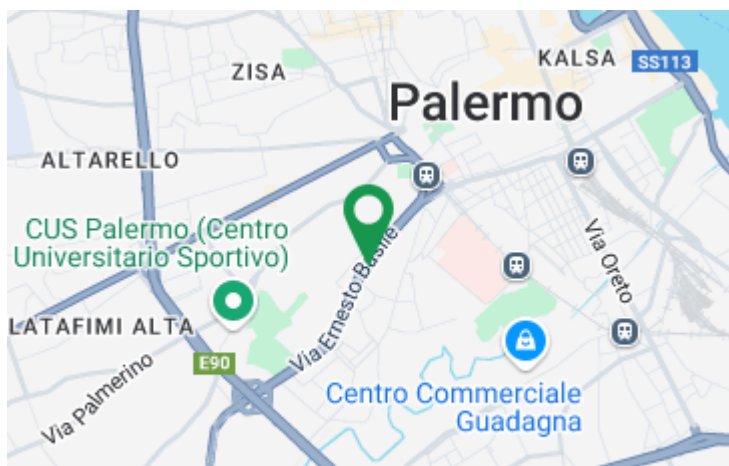 KALSA
SS113
ZISA
Palermo
ALTARELLO
CUS Palermo (Centro
Universitario Sportivo)
Via Ernesto Basile
Via Oreto
LATAFIMI ALTA
E90
Via Palmerino
Centro Commerciale
Guadagna